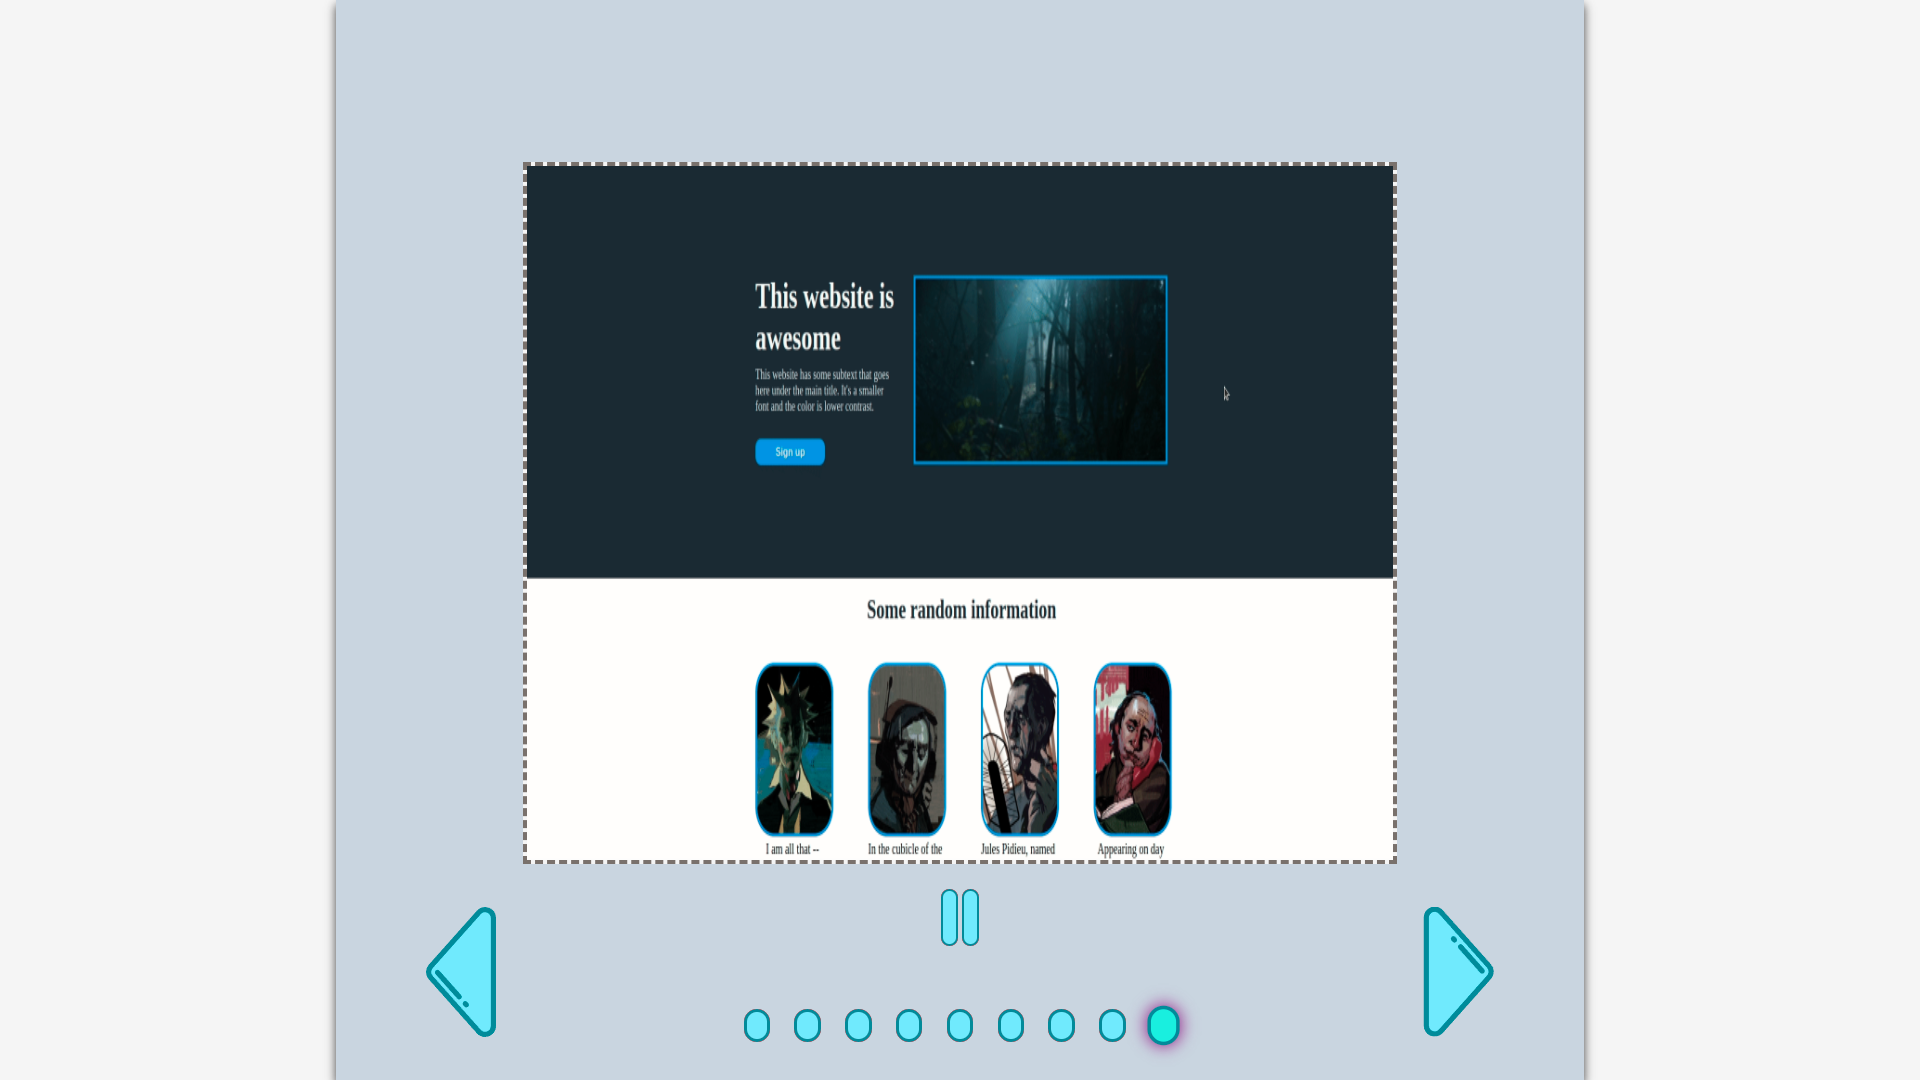 This website is
awesome
This website has some subtext that goes
here under the main title. It's a smaller
font and the color is lower contrast.
Sign up
Some random information
I am all that --
In the cubicle of the
Jules Pidieu, named
Appearing on day